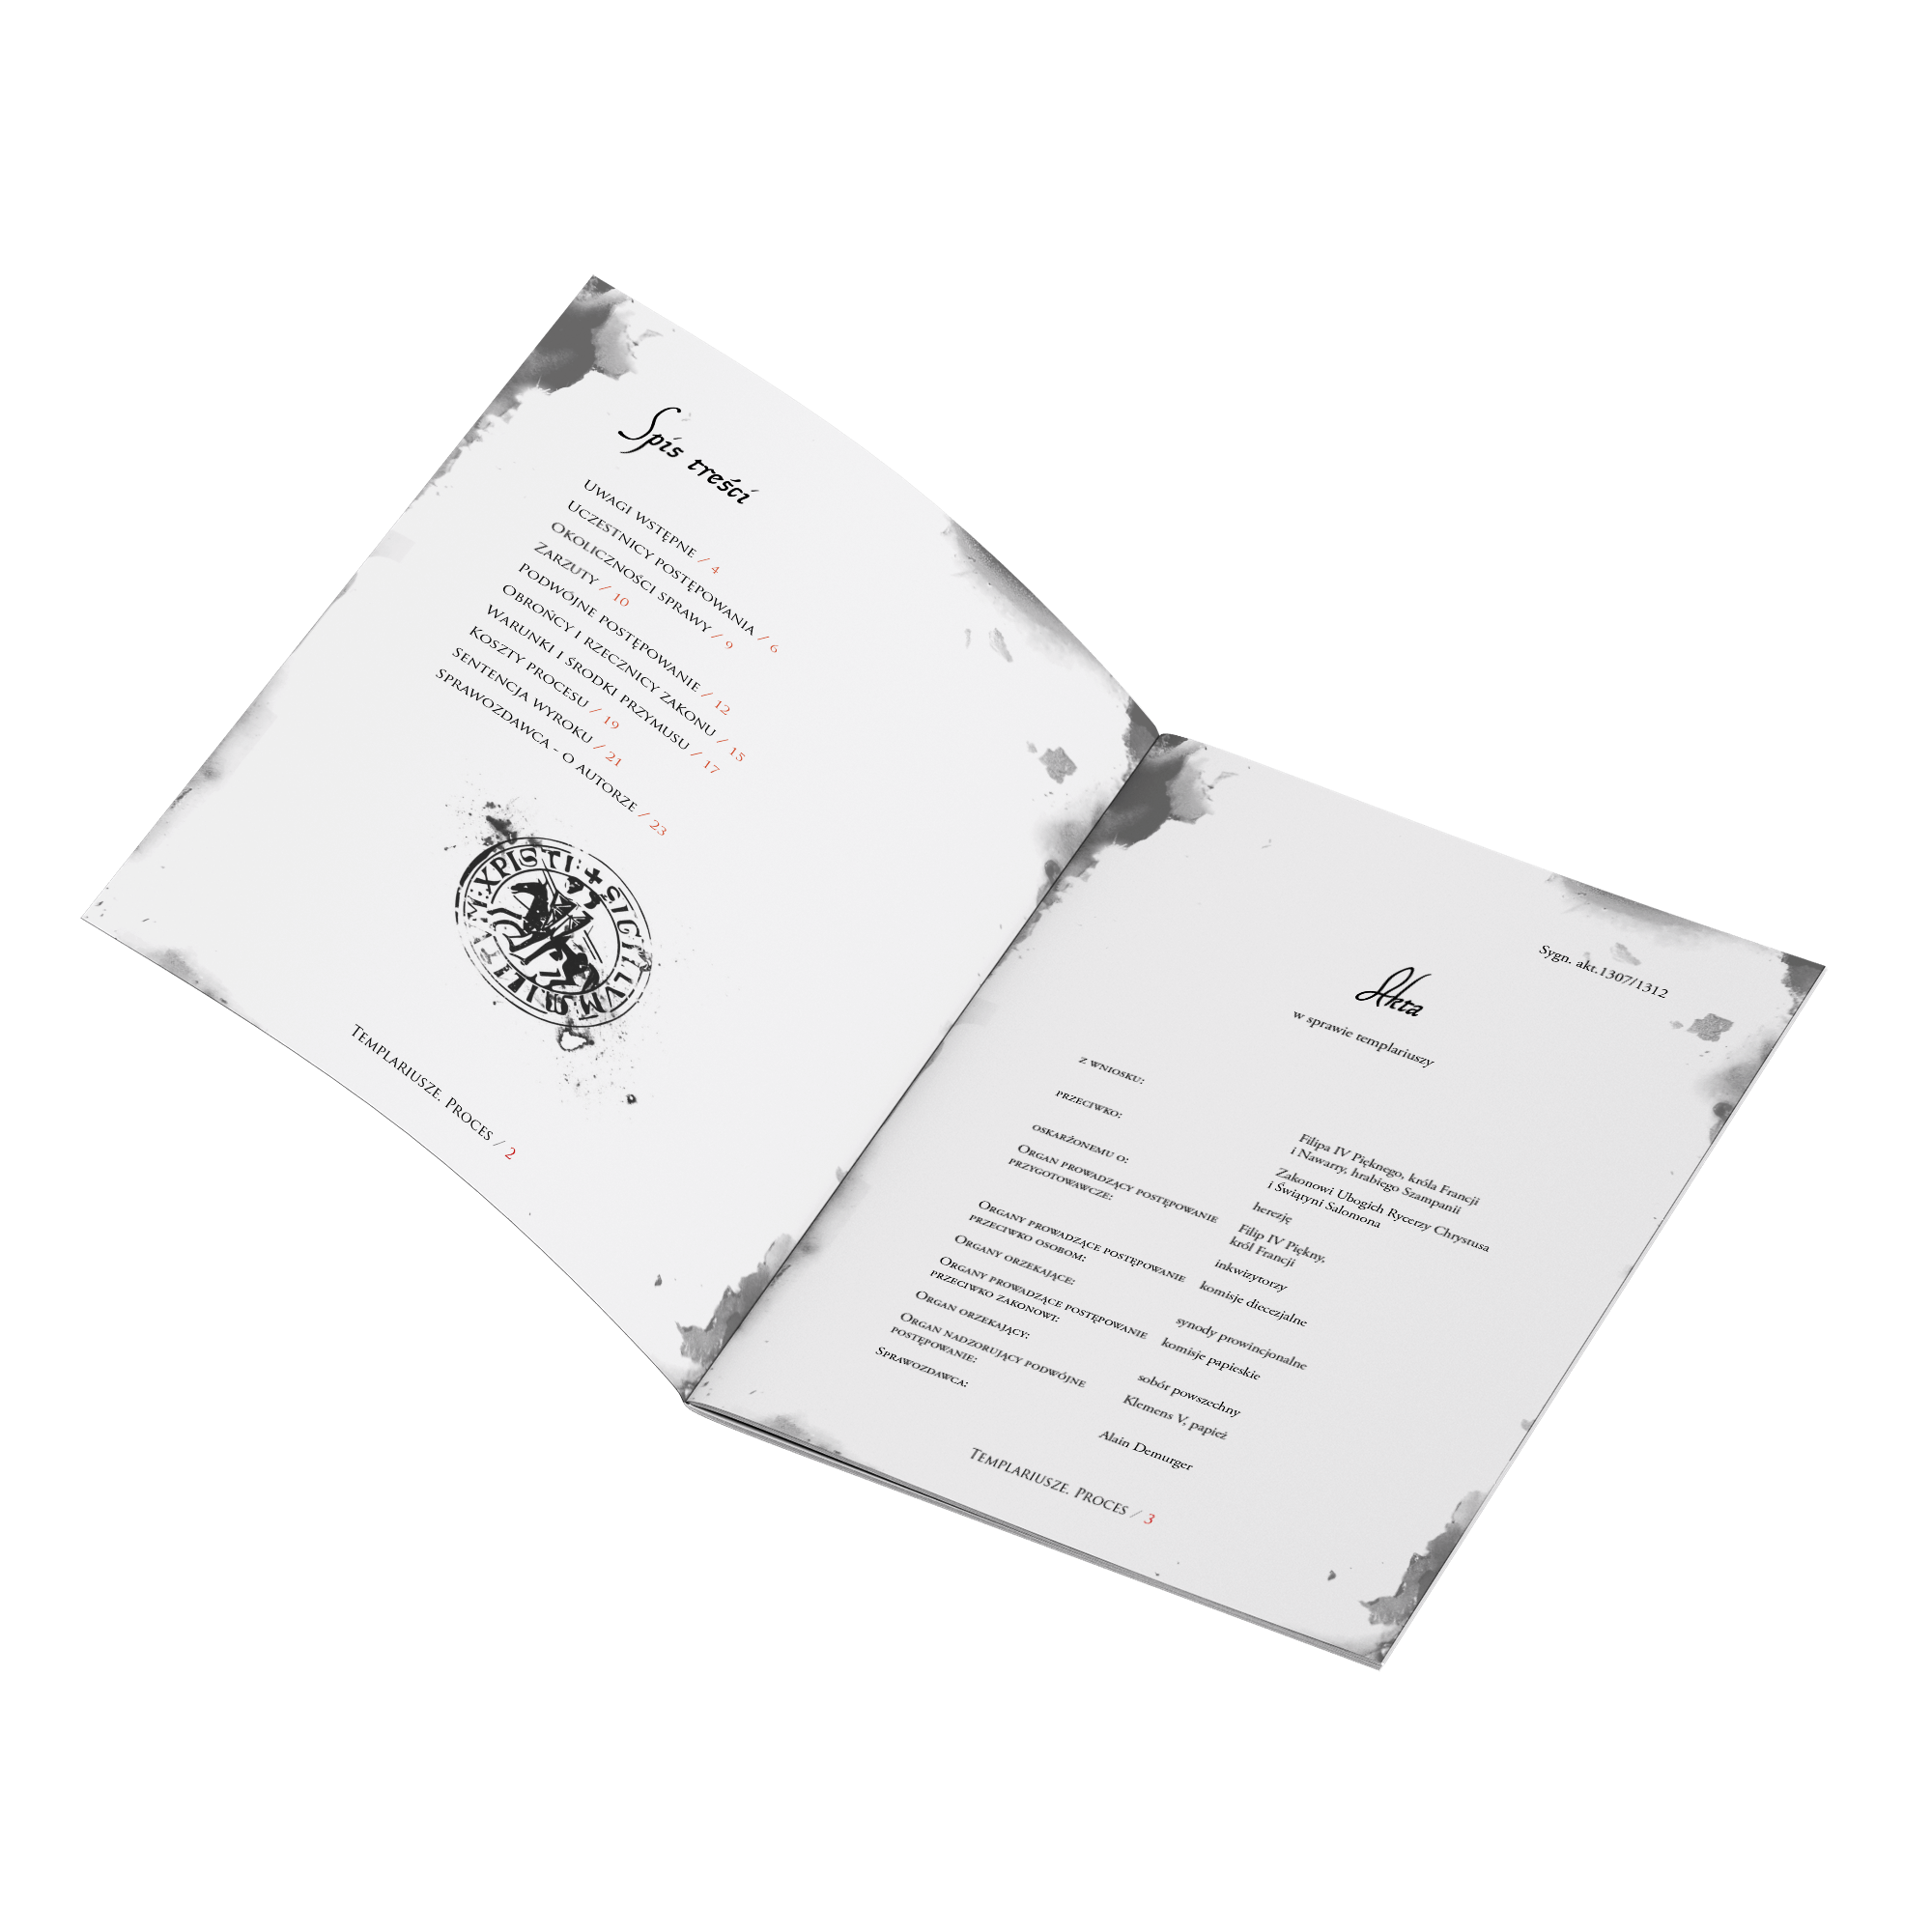 Spis treści
Uwagi wstępne / 4
Uczestnicy postępowania / 6
Okoliczności sprawy / 9
Zarzuty / 10
Podwójne postępowanie / 12
Obrońcy i rzecznicy zakonu / 15
Warunki i środki przymusu / 17
Koszty procesu / 19
Sentencja wyroku / 21
Sprawozdawca - o autorze / 23
✚ SIGILLVM MILITVM XPISTI
Templariusze. Proces / 2
Sygn. akt.1307/1312
Akta
w sprawie templariuszy
z wniosku:
Filipa IV Pięknego, króla Francji
i Nawarry, hrabiego Szampanii
przeciwko:
Zakonowi Ubogich Rycerzy Chrystusa
i Świątyni Salomona
oskarżonemu o:
herezję
Organ prowadzący postępowanie
przygotowawcze:
Filip IV Piękny,
król Francji
inkwizytorzy
Organy prowadzące postępowanie
przeciwko osobom:
komisje diecezjalne
Organy orzekające:
synody prowincjonalne
Organy prowadzące postępowanie
przeciwko zakonowi:
komisje papieskie
Organ orzekający:
sobór powszechny
Organ nadzorujący podwójne
postępowanie:
Klemens V, papież
Sprawozdawca:
Alain Demurger
Templariusze. Proces / 3